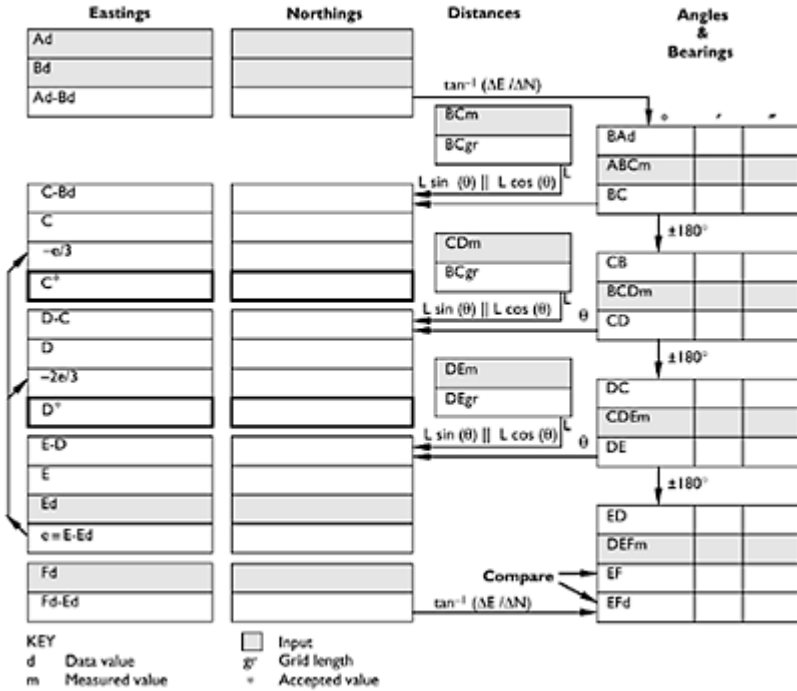 Eastings Northings Distances Angles & Bearings
Ad
Bd
Ad-Bd
tan⁻¹ (ΔE /ΔN)
° ′ ″
BCm
BCgr
BAd
ABCm
BC
L
L sin (θ) || L cos (θ)
C-Bd
C
-e/3
C⁺
±180°
CDm
BCgr
CB
BCDm
CD
L
L sin (θ) || L cos (θ) θ
D-C
D
-2e/3
D⁺
±180°
DEm
DEgr
DC
CDEm
DE
L
L sin (θ) || L cos (θ) θ
E-D
E
Ed
e = E-Ed
±180°
ED
DEFm
EF
EFd
Compare
Fd
Fd-Ed
tan⁻¹ (ΔE /ΔN)
KEY
d Data value
m Measured value
Input
gr Grid length
+ Accepted value